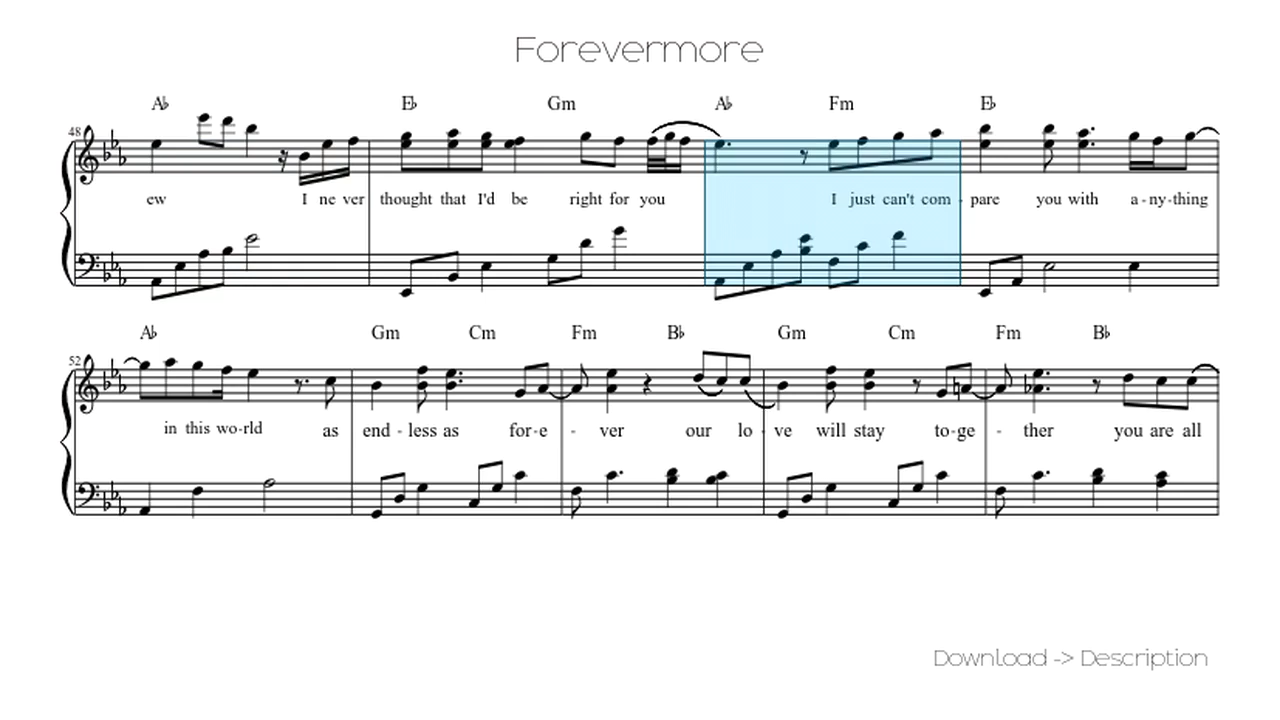 Forevermore
A♭ E♭ Gm A♭ Fm E♭
48
ew I ne ver thought that I'd be right for you I just can't com - pare you with a - ny - thing
A♭ Gm Cm Fm B♭ Gm Cm Fm B♭
52
in this wo-rld as end - less as for-e - ver our lo - ve will stay to-ge - ther you are all
Download -> Description